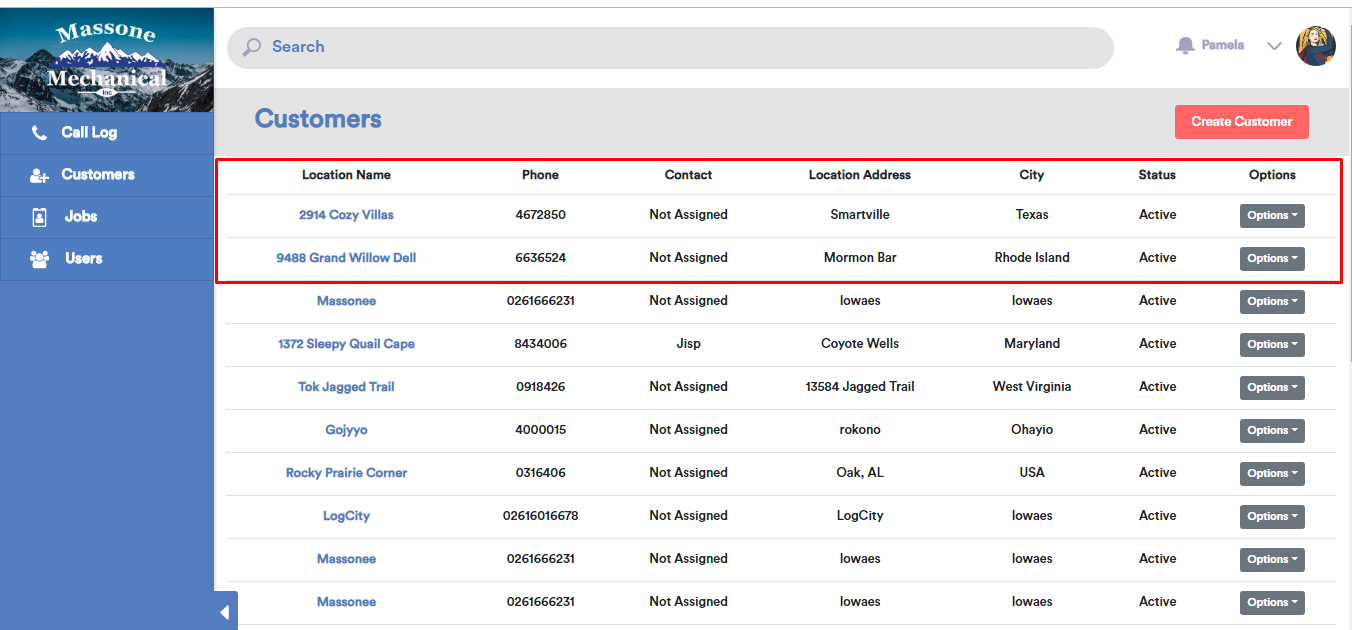 Massone
Mechanical
Inc
Search
Pamela
Customers
Create Customer
Call Log
Customers
Jobs
Users
Location Name Phone Contact Location Address City Status Options
2914 Cozy Villas 4672850 Not Assigned Smartville Texas Active Options
9488 Grand Willow Dell 6636524 Not Assigned Mormon Bar Rhode Island Active Options
Massonee 0261666231 Not Assigned Iowaes Iowaes Active Options
1372 Sleepy Quail Cape 8434006 Jisp Coyote Wells Maryland Active Options
Tok Jagged Trail 0918426 Not Assigned 13584 Jagged Trail West Virginia Active Options
Gojyyo 4000015 Not Assigned rokono Ohayio Active Options
Rocky Prairie Corner 0316406 Not Assigned Oak, AL USA Active Options
LogCity 02616016678 Not Assigned LogCity Iowaes Active Options
Massonee 0261666231 Not Assigned Iowaes Iowaes Active Options
Massonee 0261666231 Not Assigned Iowaes Iowaes Active Options